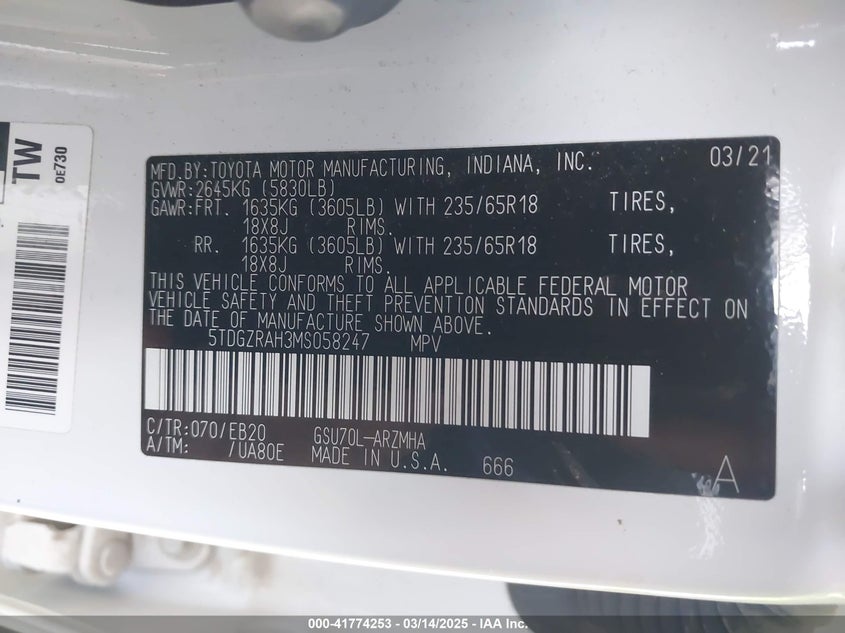 TW
0E730
MFD.BY:TOYOTA MOTOR MANUFACTURING, INDIANA, INC. 03/21
GVWR:2645KG (5830LB)
GAWR:FRT. 1635KG (3605LB) WITH 235/65R18 TIRES,
18X8J RIMS.
RR. 1635KG (3605LB) WITH 235/65R18 TIRES,
18X8J RIMS.
THIS VEHICLE CONFORMS TO ALL APPLICABLE FEDERAL MOTOR
VEHICLE SAFETY AND THEFT PREVENTION STANDARDS IN EFFECT ON
THE DATE OF MANUFACTURE SHOWN ABOVE.
5TDGZRAH3MS058247 MPV
C/TR:070/EB20 GSU70L-ARZMHA
A/TM: /UA80E MADE IN U.S.A. 666
A
000-41774253 - 03/14/2025 - IAA Inc.